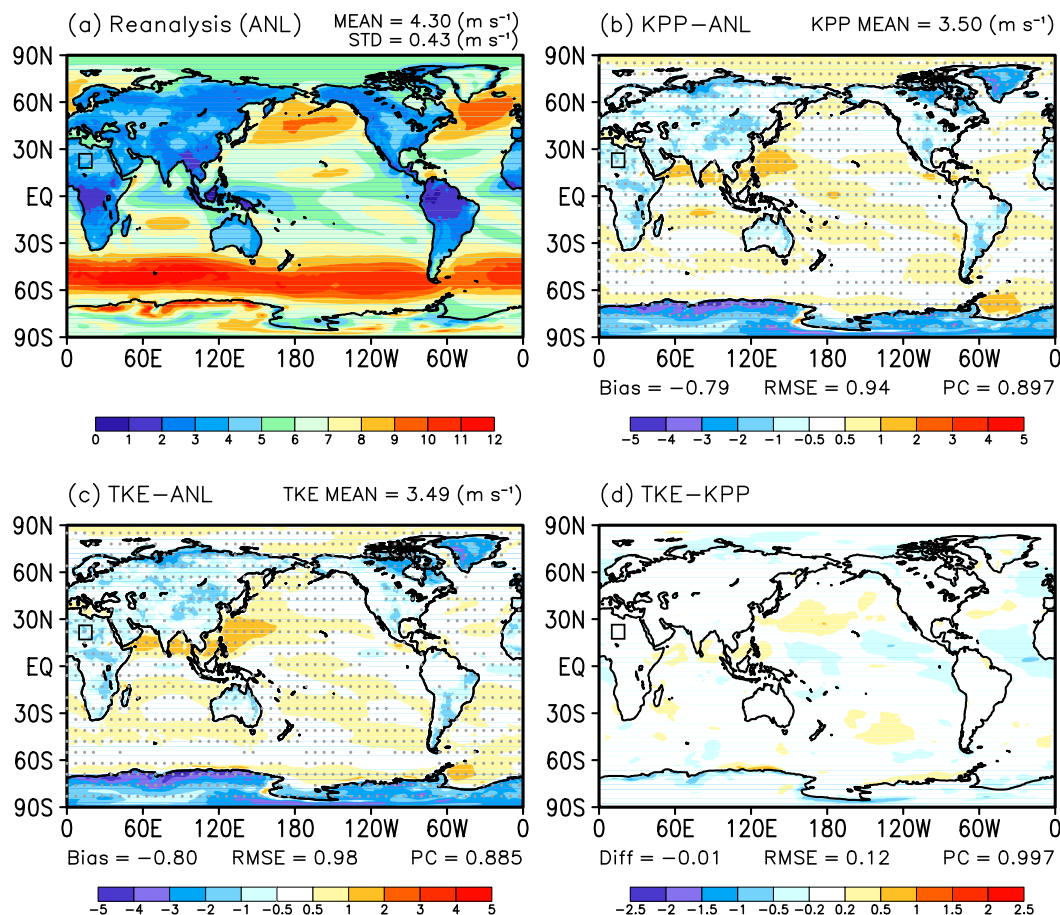 (a) Reanalysis (ANL) MEAN = 4.30 (m s⁻¹)
STD = 0.43 (m s⁻¹)
90N
60N
30N
EQ
30S
60S
90S
0 60E 120E 180 120W 60W 0
0 1 2 3 4 5 6 7 8 9 10 11 12
(b) KPP−ANL KPP MEAN = 3.50 (m s⁻¹)
90N
60N
30N
EQ
30S
60S
90S
0 60E 120E 180 120W 60W 0
Bias = −0.79 RMSE = 0.94 PC = 0.897
−5 −4 −3 −2 −1 −0.5 0.5 1 2 3 4 5
(c) TKE−ANL TKE MEAN = 3.49 (m s⁻¹)
90N
60N
30N
EQ
30S
60S
90S
0 60E 120E 180 120W 60W 0
Bias = −0.80 RMSE = 0.98 PC = 0.885
−5 −4 −3 −2 −1 −0.5 0.5 1 2 3 4 5
(d) TKE−KPP
90N
60N
30N
EQ
30S
60S
90S
0 60E 120E 180 120W 60W 0
Diff = −0.01 RMSE = 0.12 PC = 0.997
−2.5 −2 −1.5 −1 −0.5 −0.2 0.2 0.5 1 1.5 2 2.5